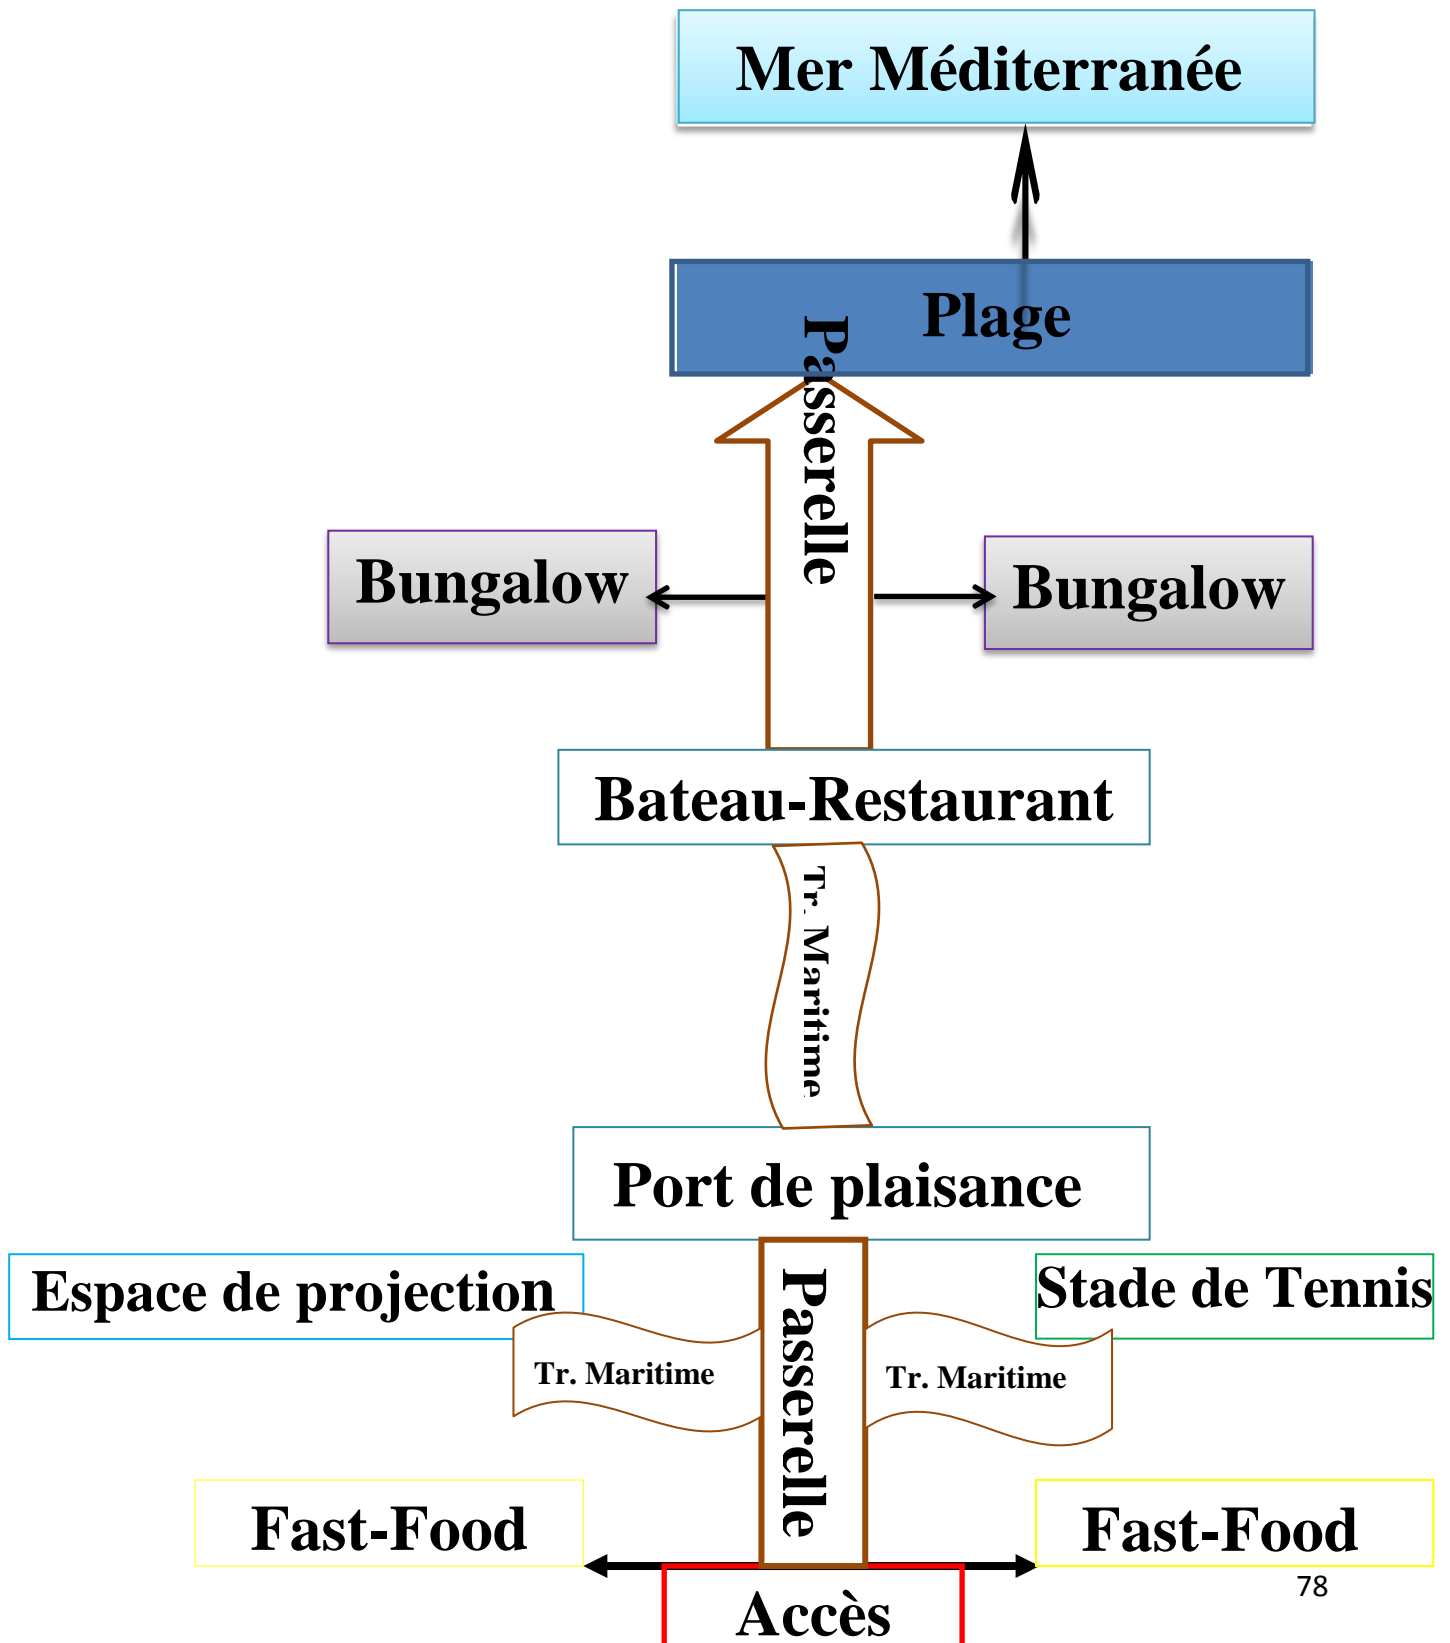 Mer Méditerranée
Plage
Passerelle
Bungalow
Bungalow
Bateau-Restaurant
Tr. Maritime
Port de plaisance
Espace de projection
Stade de Tennis
Passerelle
Tr. Maritime
Tr. Maritime
Fast-Food
Fast-Food
78
Accès